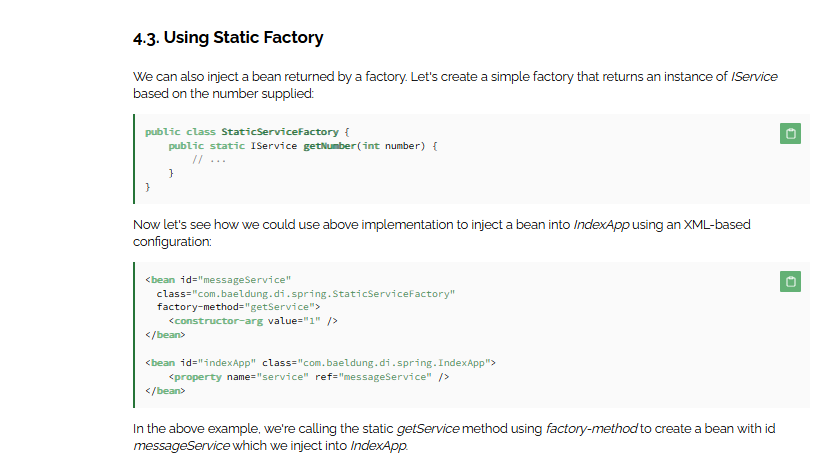 4.3. Using Static Factory
We can also inject a bean returned by a factory. Let's create a simple factory that returns an instance of IService
based on the number supplied:
public class StaticServiceFactory {
    public static IService getNumber(int number) {
        // ...
    }
}
Now let's see how we could use above implementation to inject a bean into IndexApp using an XML-based
configuration:
<bean id="messageService"
  class="com.baeldung.di.spring.StaticServiceFactory"
  factory-method="getService">
    <constructor-arg value="1" />
</bean>
<bean id="indexApp" class="com.baeldung.di.spring.IndexApp">
    <property name="service" ref="messageService" />
</bean>
In the above example, we're calling the static getService method using factory-method to create a bean with id
messageService which we inject into IndexApp.